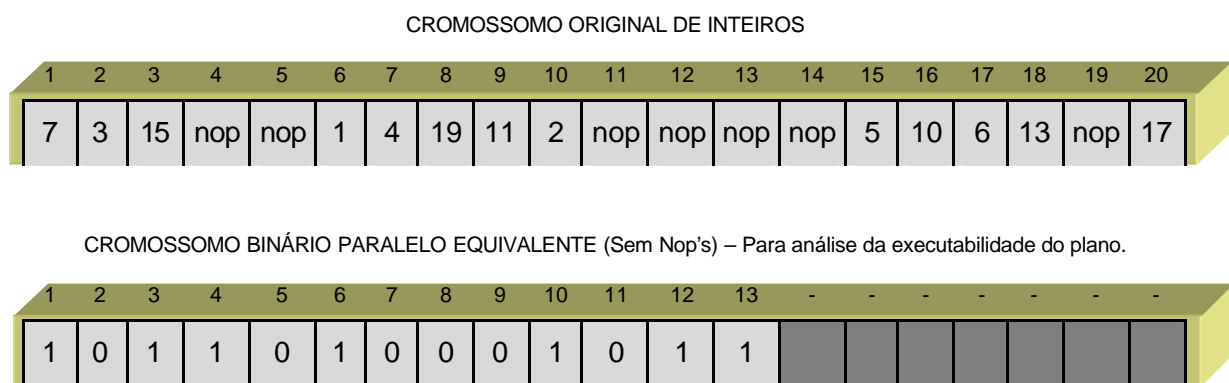 CROMOSSOMO ORIGINAL DE INTEIROS
1 2 3 4 5 6 7 8 9 10 11 12 13 14 15 16 17 18 19 20
7 3 15 nop nop 1 4 19 11 2 nop nop nop nop 5 10 6 13 nop 17
CROMOSSOMO BINÁRIO PARALELO EQUIVALENTE (Sem Nop's) – Para análise da executabilidade do plano.
1 2 3 4 5 6 7 8 9 10 11 12 13 - - - - - - -
1 0 1 1 0 1 0 0 0 1 0 1 1